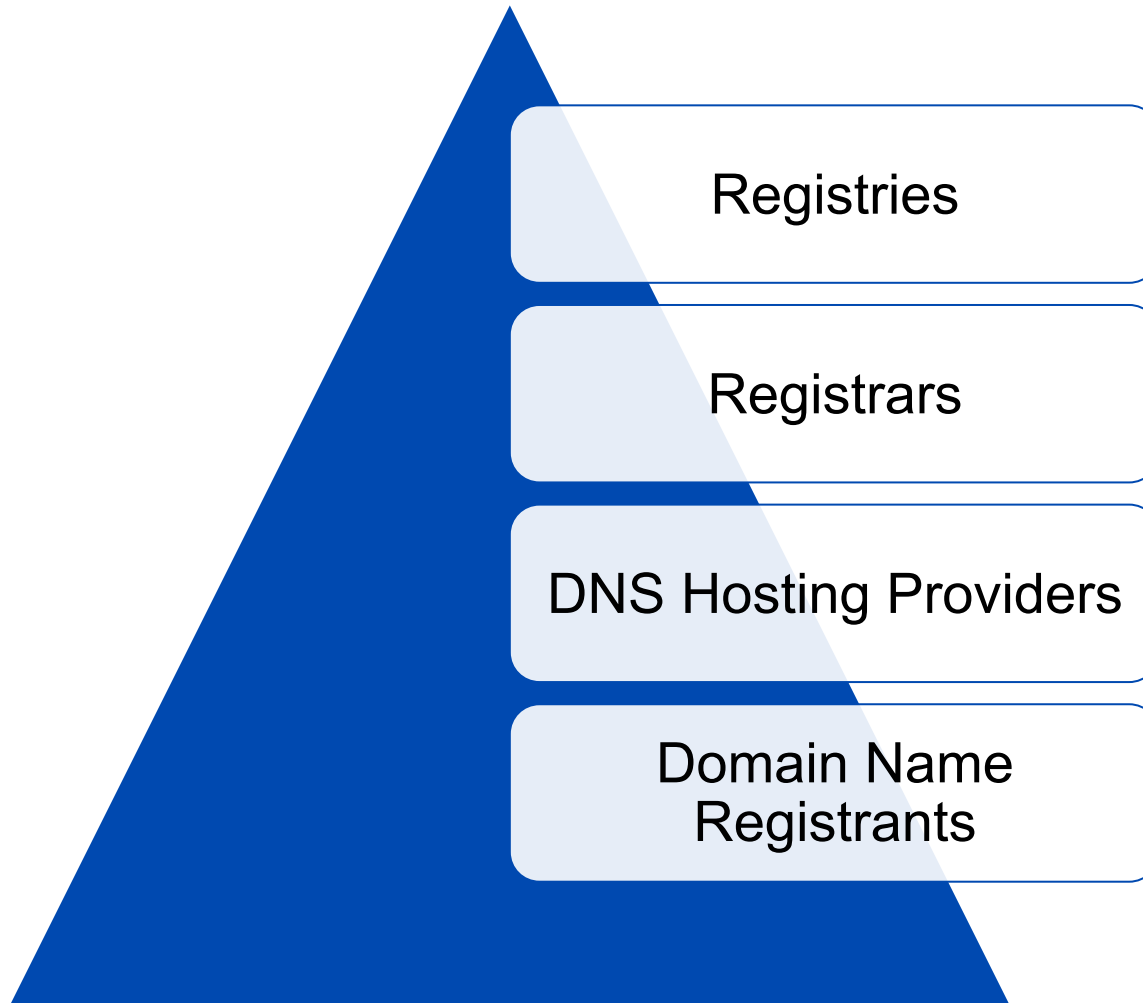 Registries
Registrars
DNS Hosting Providers
Domain Name
Registrants